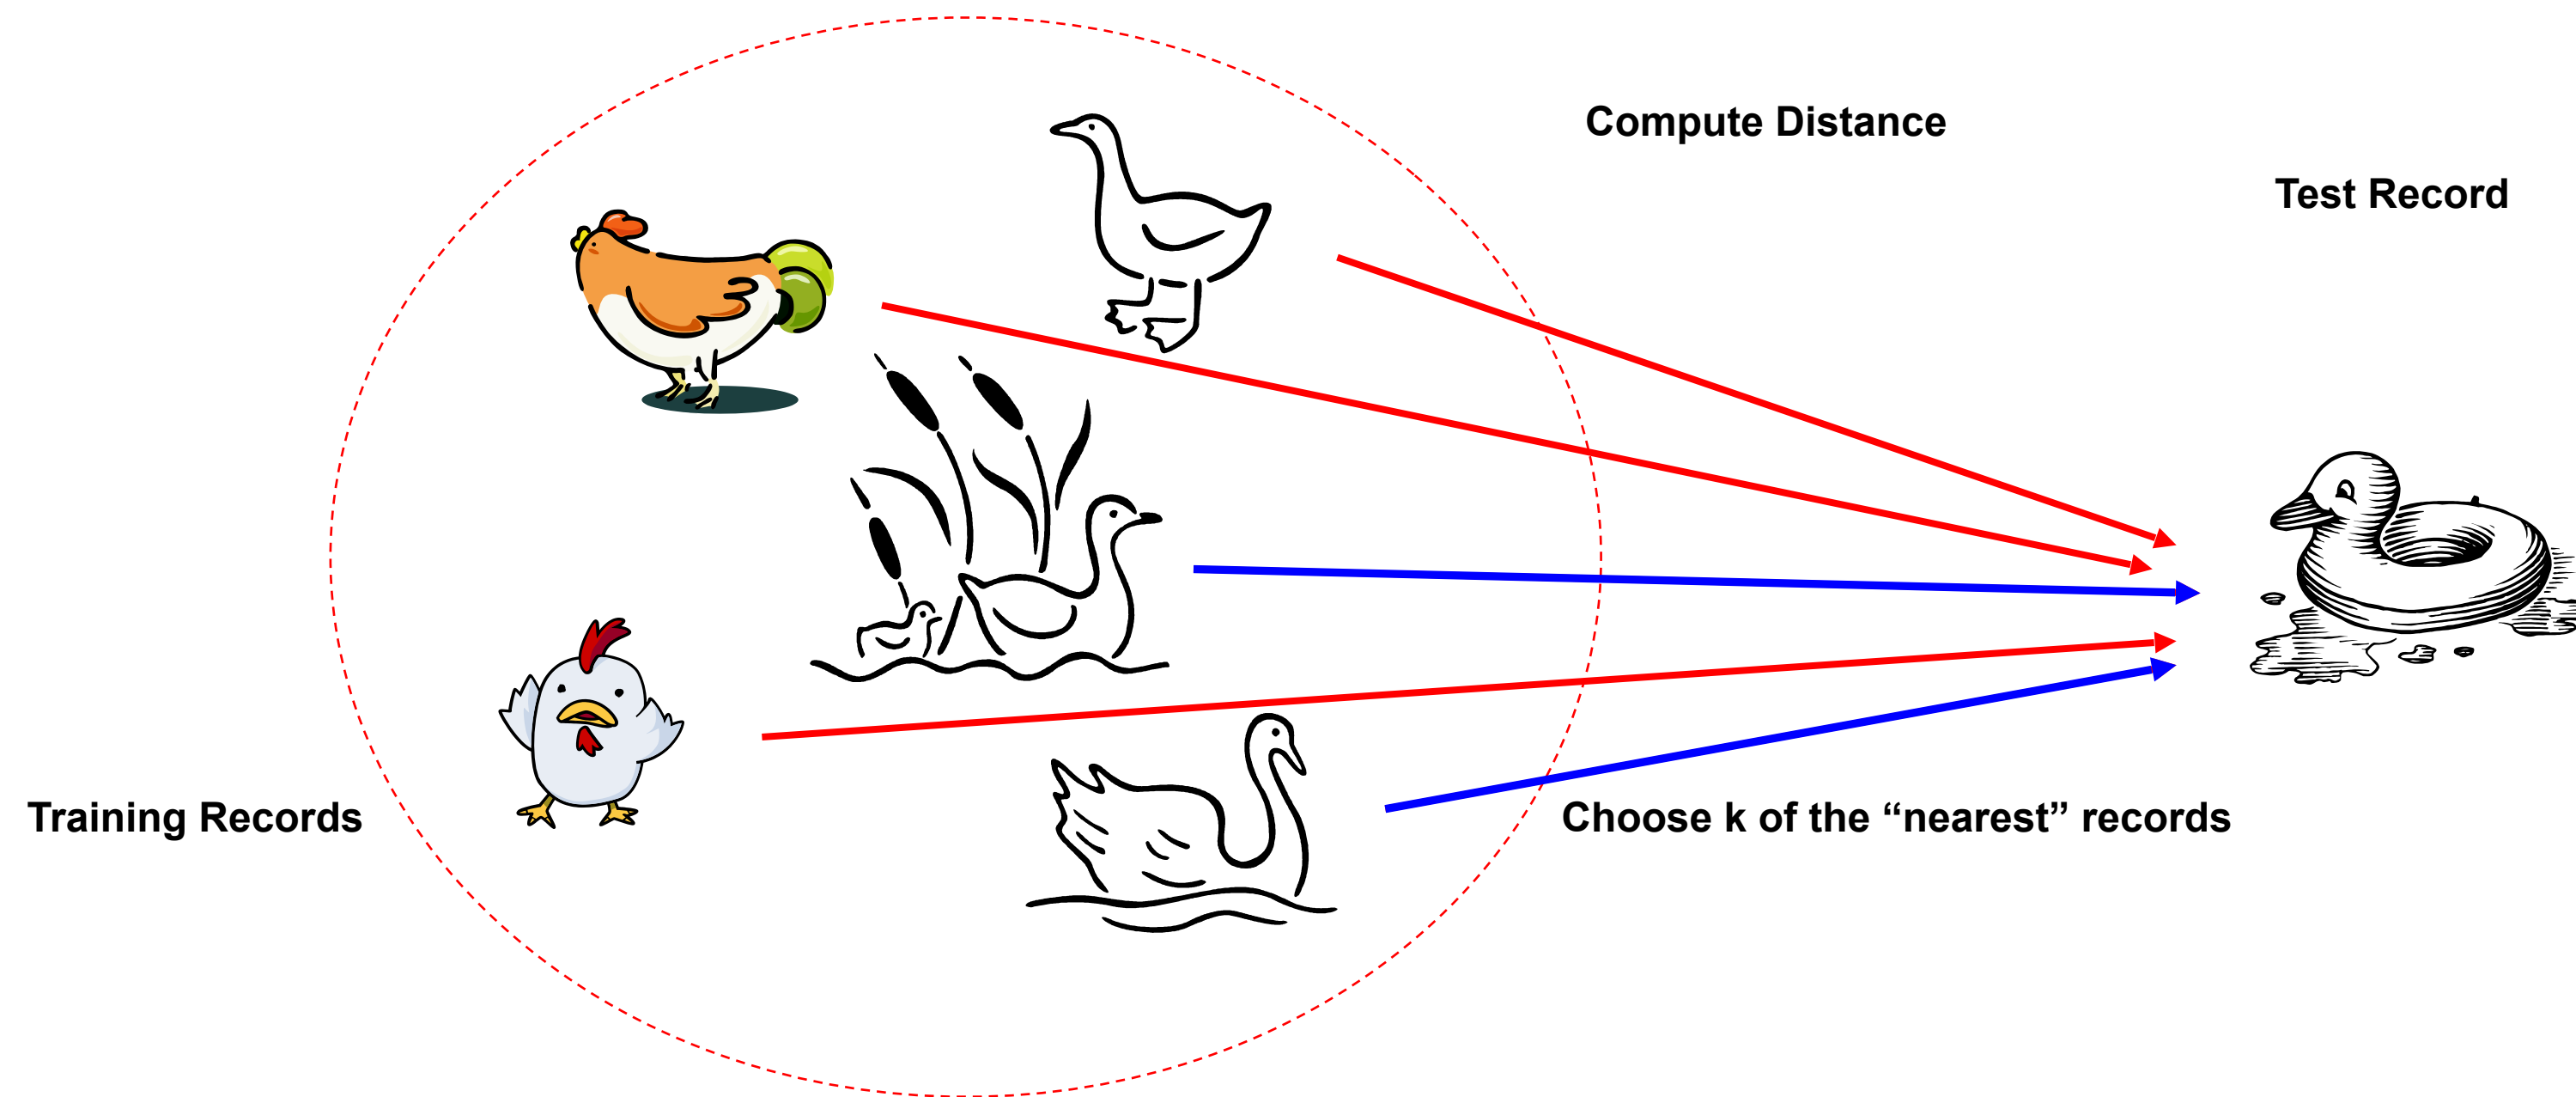 Compute Distance
Test Record
Training Records
Choose k of the “nearest” records